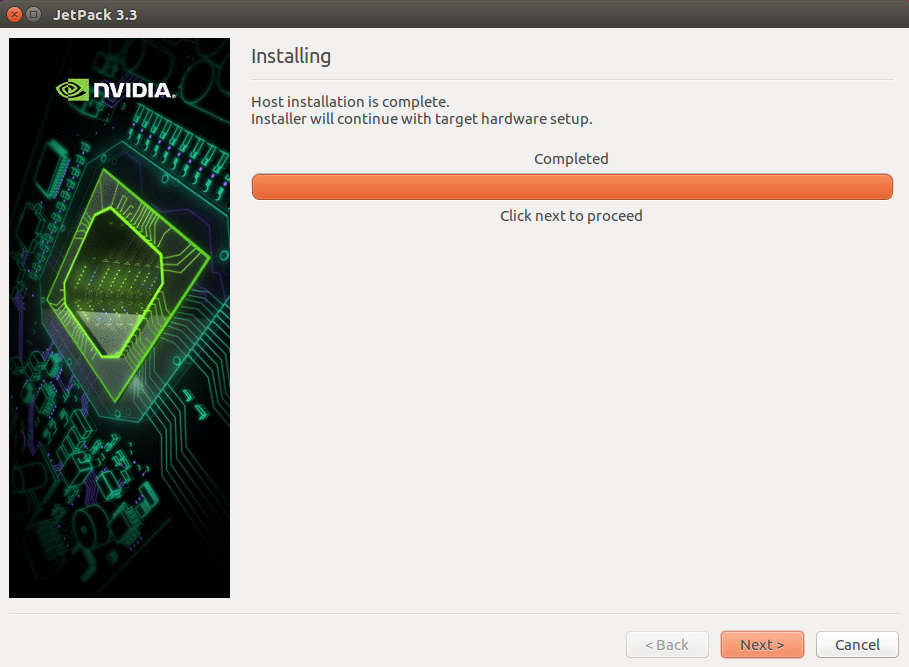 JetPack 3.3
NVIDIA.
Installing
Host installation is complete.
Installer will continue with target hardware setup.
Completed
Click next to proceed
< Back
Next >
Cancel